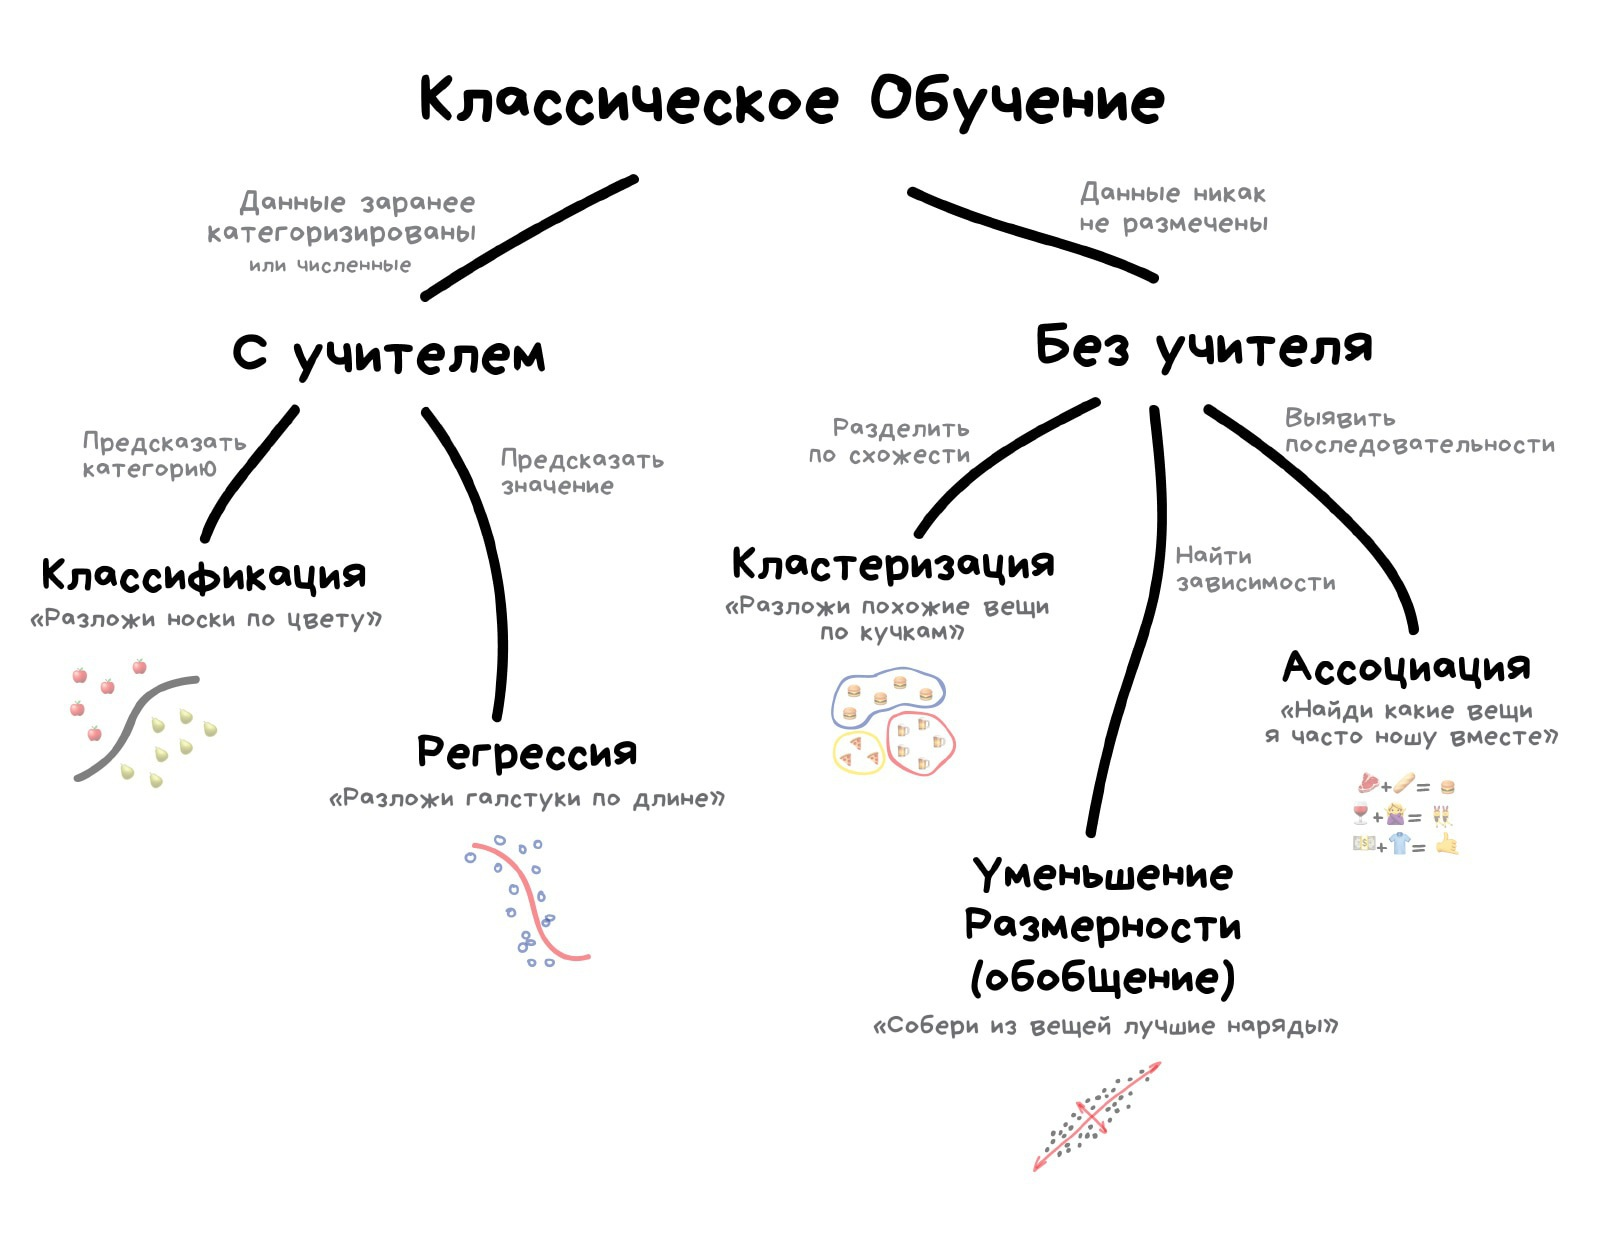 Классическое Обучение
Данные заранее
категоризированы
или численные
Данные никак
не размечены
С учителем
Без учителя
Предсказать
категорию
Предсказать
значение
Разделить
по схожести
Найти
зависимости
Выявить
последовательности
Классификация
«Разложи носки по цвету»
Регрессия
«Разложи галстуки по длине»
Кластеризация
«Разложи похожие вещи
по кучкам»
Уменьшение
Размерности
(обобщение)
«Собери из вещей лучшие наряды»
Ассоциация
«Найди какие вещи
я часто ношу вместе»
+ =
+ =
+ =